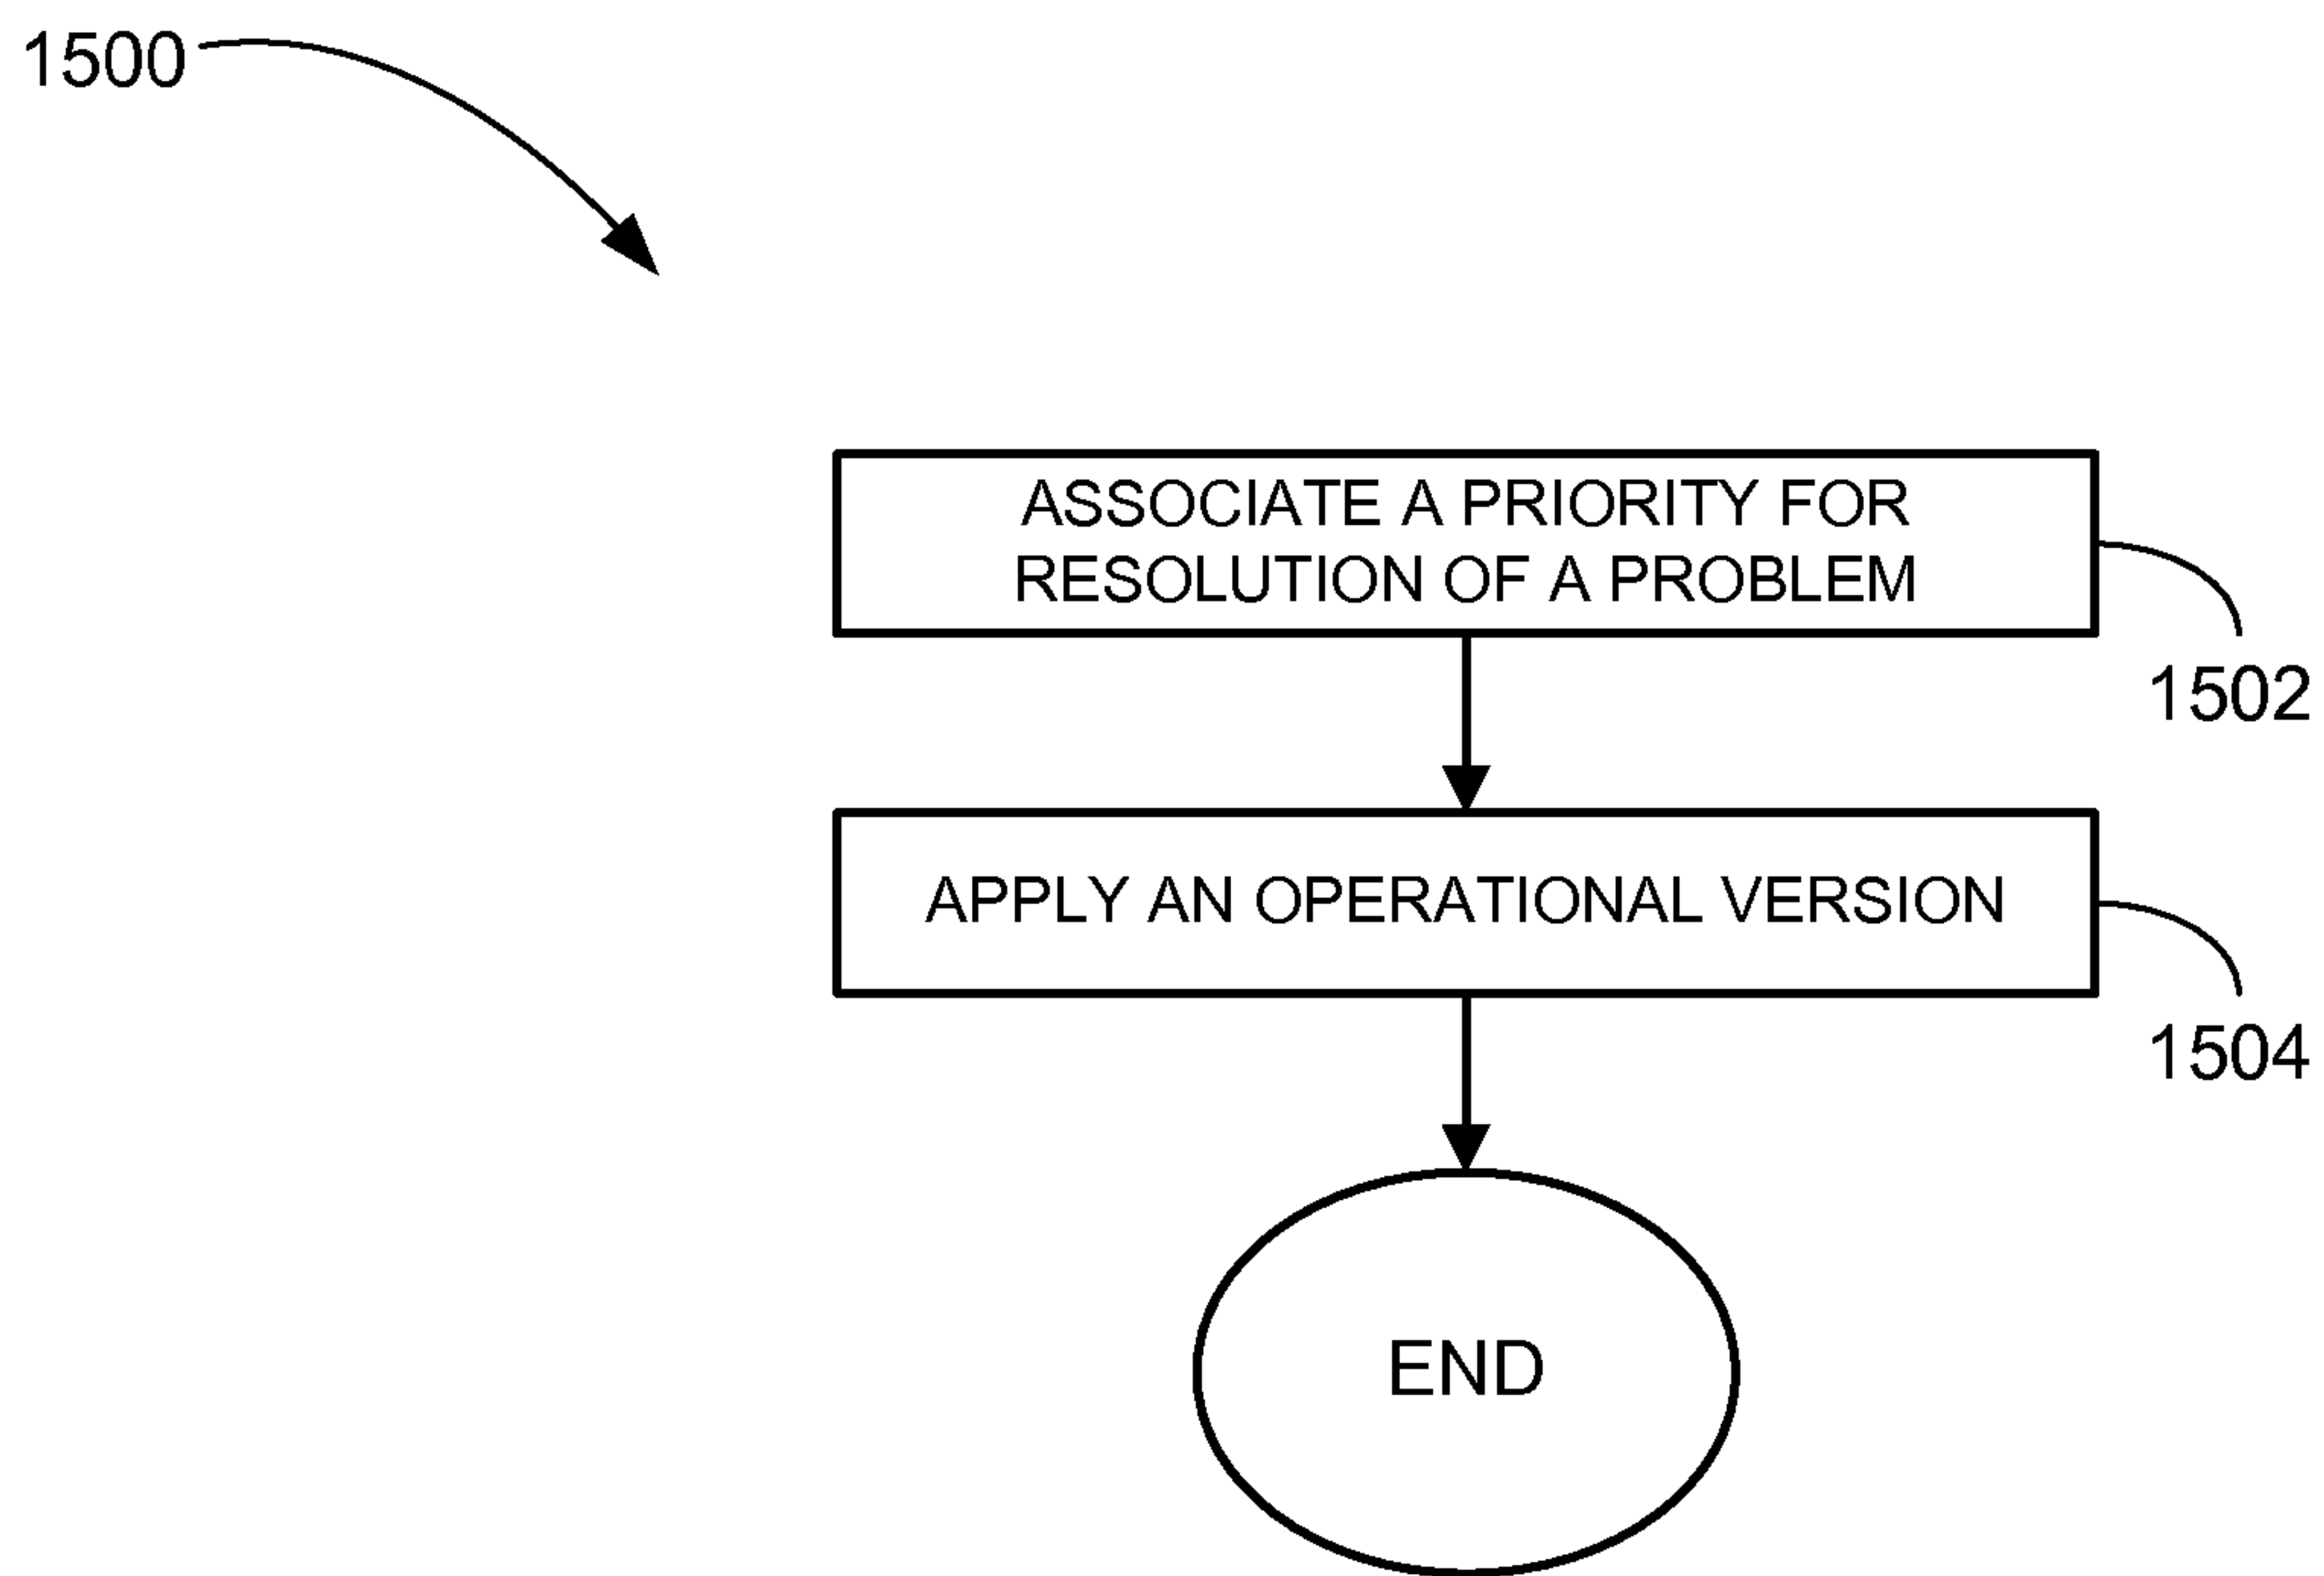 1500
ASSOCIATE A PRIORITY FOR
RESOLUTION OF A PROBLEM
1502
APPLY AN OPERATIONAL VERSION
1504
END